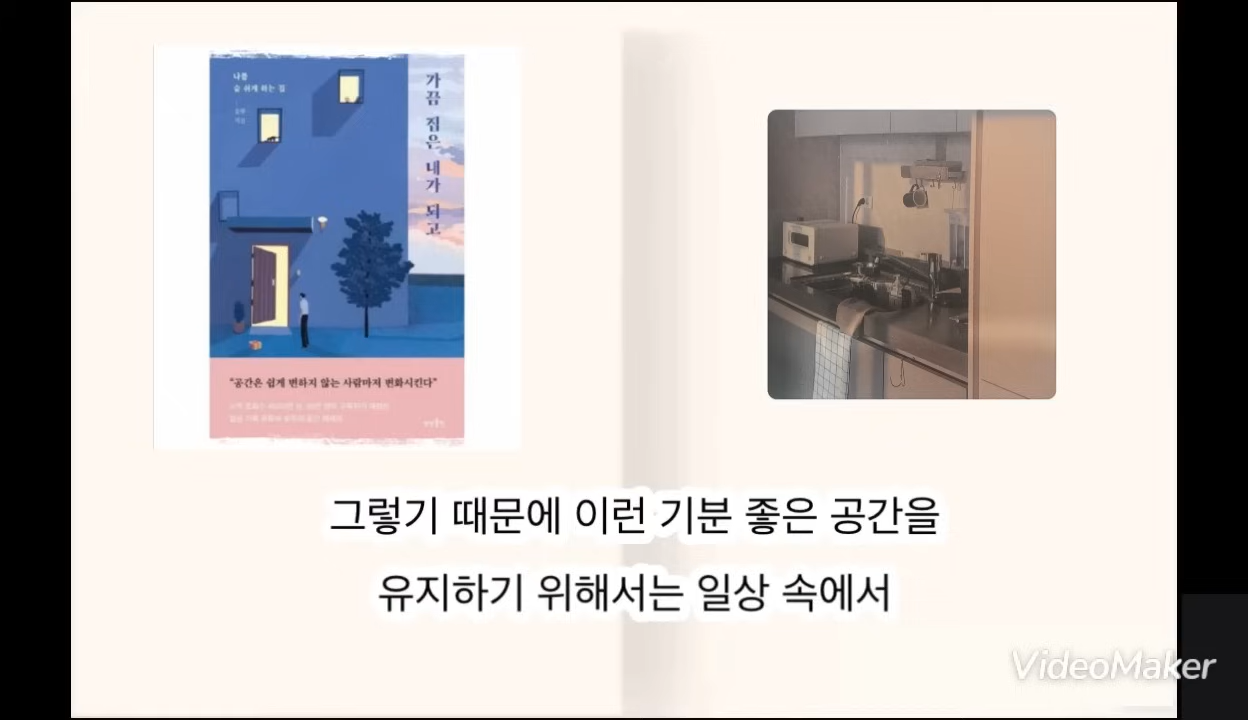 나를
숨 쉬게 하는 집
가끔 집은 내가 되고
“공간은 쉽게 변하지 않는 사람마저 변화시킨다”
그렇기 때문에 이런 기분 좋은 공간을
유지하기 위해서는 일상 속에서
VideoMaker